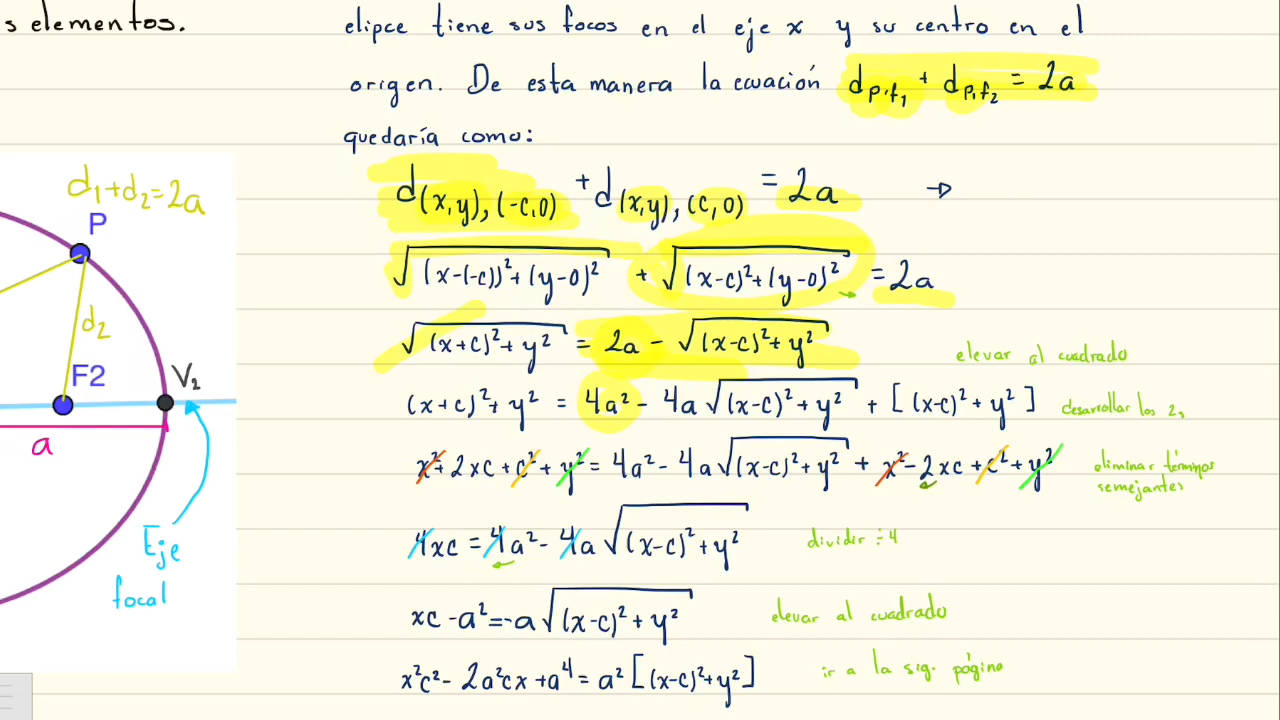 s elementos.
elipce tiene sus focos en el eje x y su centro en el
origen. De esta manera la ecuación d_{P,f₁} + d_{P,f₂} = 2a
quedaría como:
d_{(x,y),(-c,0)} + d_{(x,y),(c,0)} = 2a →
√((x-(-c))²+(y-0)²) + √((x-c)²+(y-0)²) = 2a
√((x+c)²+y²) = 2a - √((x-c)²+y²)
elevar al cuadrado
(x+c)²+y² = 4a² - 4a√((x-c)²+y²) + [(x-c)²+y²]
desarrollar los 2,
x²+2xc+c²+y² = 4a²-4a√((x-c)²+y²) + x²-2xc+c²+y²
eliminar términos
semejantes
4xc = 4a²-4a√((x-c)²+y²)
dividir ÷4
xc-a²=-a√((x-c)²+y²)
elevar al cuadrado
x²c²-2a²cx+a⁴=a²[(x-c)²+y²]
ir a la sig. página
d₁+d₂=2a
P
d₂
F2
V₂
a
Eje
focal